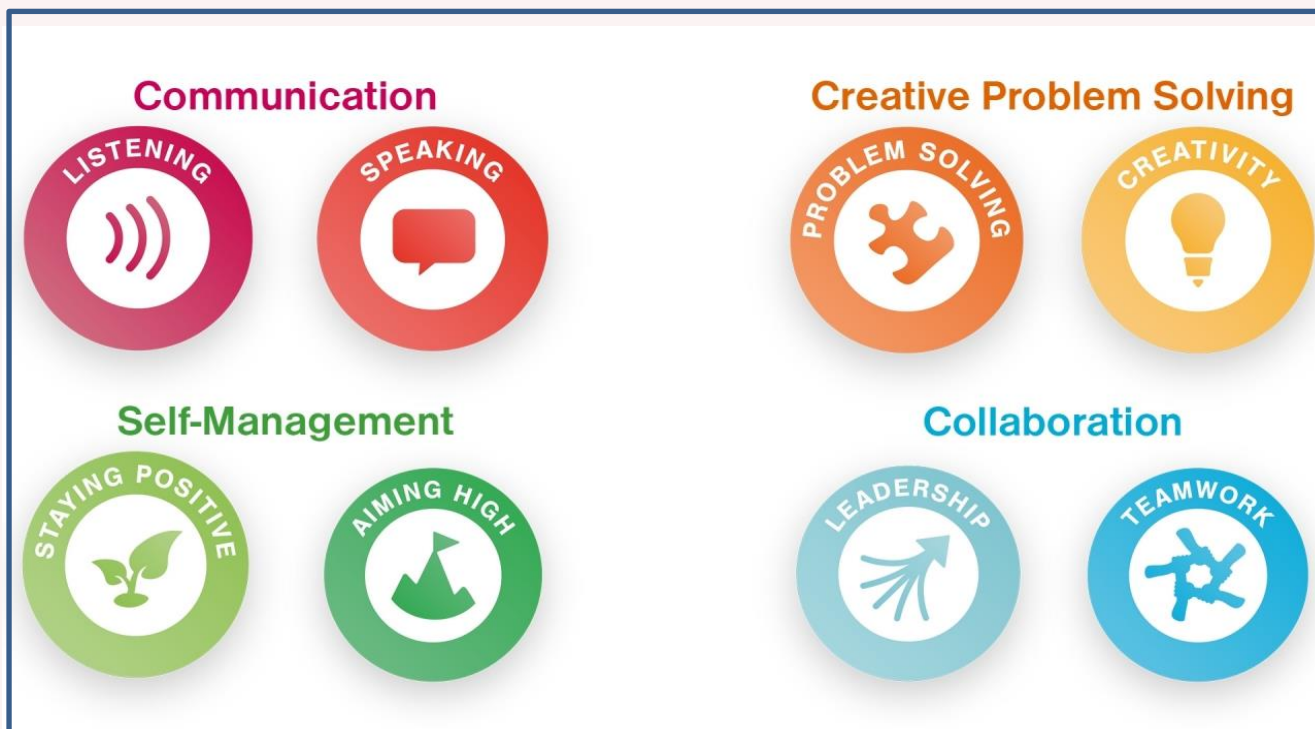 Communication
LISTENING
SPEAKING
Creative Problem Solving
PROBLEM SOLVING
CREATIVITY
Self-Management
STAYING POSITIVE
AIMING HIGH
Collaboration
LEADERSHIP
TEAMWORK